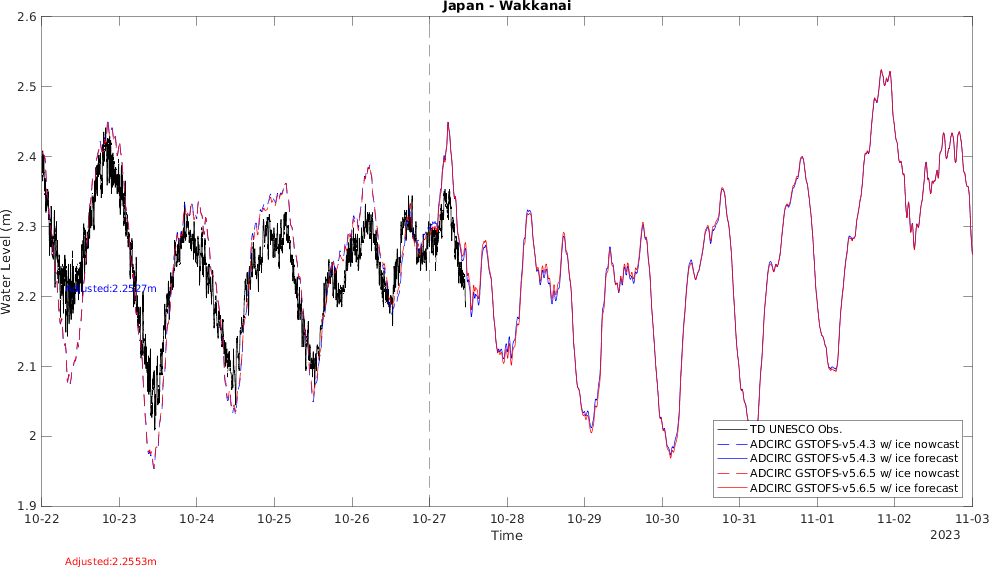 Japan - Wakkanai
2.6
2.5
2.4
2.3
2.2
2.1
2
1.9
Water Level (m)
Adjusted:2.2527m
TD UNESCO Obs.
ADCIRC GSTOFS-v5.4.3 w/ ice nowcast
ADCIRC GSTOFS-v5.4.3 w/ ice forecast
ADCIRC GSTOFS-v5.6.5 w/ ice nowcast
ADCIRC GSTOFS-v5.6.5 w/ ice forecast
10-22 10-23 10-24 10-25 10-26 10-27 10-28 10-29 10-30 10-31 11-01 11-02 11-03
Time
2023
Adjusted:2.2553m